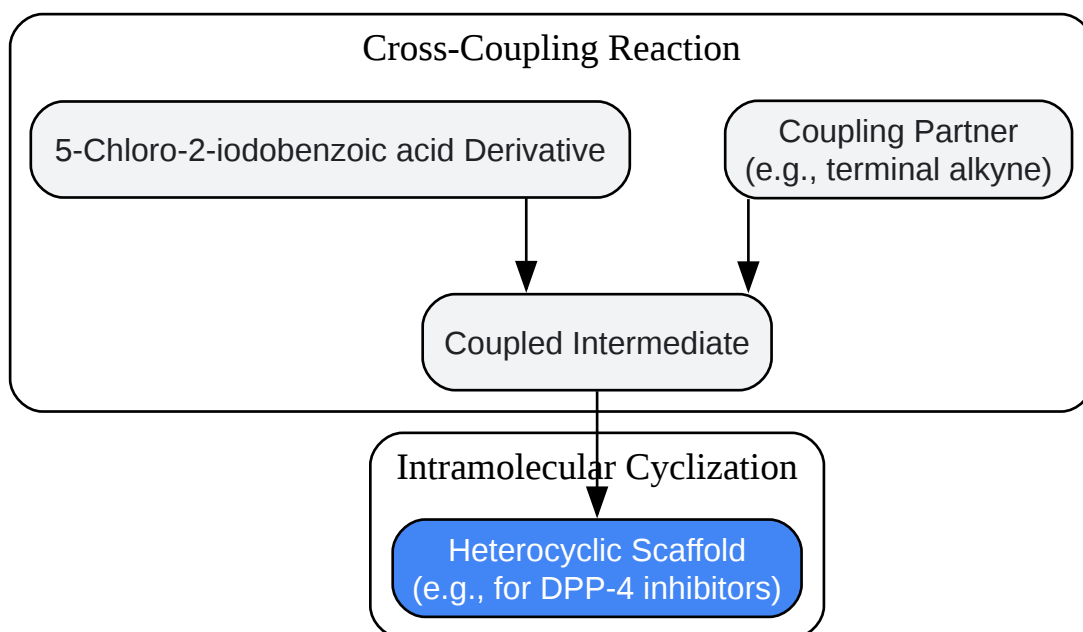 Cross-Coupling Reaction
5-Chloro-2-iodobenzoic acid Derivative
Coupling Partner
(e.g., terminal alkyne)
Coupled Intermediate
Intramolecular Cyclization
Heterocyclic Scaffold
(e.g., for DPP-4 inhibitors)